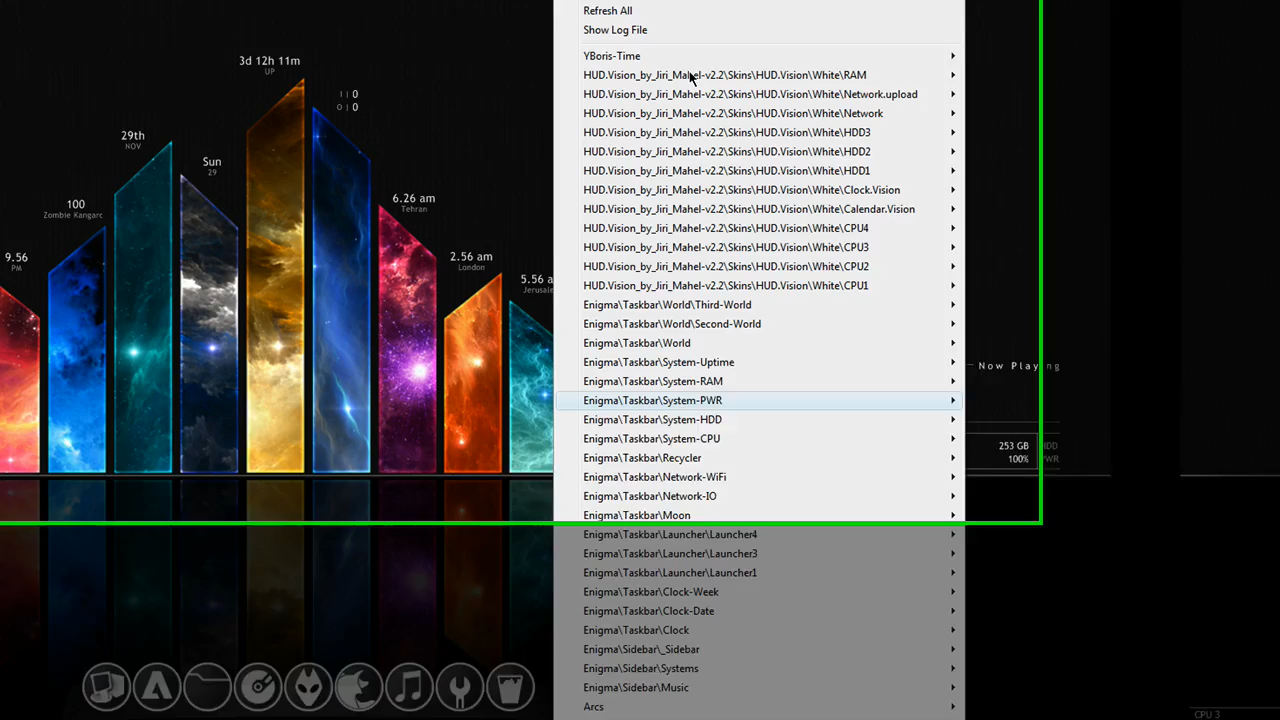 Refresh All
Show Log File
YBoris-Time
HUD.Vision_by_Jiri_Mahel-v2.2\Skins\HUD.Vision\White\RAM
HUD.Vision_by_Jiri_Mahel-v2.2\Skins\HUD.Vision\White\Network.upload
HUD.Vision_by_Jiri_Mahel-v2.2\Skins\HUD.Vision\White\Network
HUD.Vision_by_Jiri_Mahel-v2.2\Skins\HUD.Vision\White\HDD3
HUD.Vision_by_Jiri_Mahel-v2.2\Skins\HUD.Vision\White\HDD2
HUD.Vision_by_Jiri_Mahel-v2.2\Skins\HUD.Vision\White\HDD1
HUD.Vision_by_Jiri_Mahel-v2.2\Skins\HUD.Vision\White\Clock.Vision
HUD.Vision_by_Jiri_Mahel-v2.2\Skins\HUD.Vision\White\Calendar.Vision
HUD.Vision_by_Jiri_Mahel-v2.2\Skins\HUD.Vision\White\CPU4
HUD.Vision_by_Jiri_Mahel-v2.2\Skins\HUD.Vision\White\CPU3
HUD.Vision_by_Jiri_Mahel-v2.2\Skins\HUD.Vision\White\CPU2
HUD.Vision_by_Jiri_Mahel-v2.2\Skins\HUD.Vision\White\CPU1
Enigma\Taskbar\World\Third-World
Enigma\Taskbar\World\Second-World
Enigma\Taskbar\World
Enigma\Taskbar\System-Uptime
Enigma\Taskbar\System-RAM
Enigma\Taskbar\System-PWR
Enigma\Taskbar\System-HDD
Enigma\Taskbar\System-CPU
Enigma\Taskbar\Recycler
Enigma\Taskbar\Network-WiFi
Enigma\Taskbar\Network-IO
Enigma\Taskbar\Moon
Enigma\Taskbar\Launcher\Launcher4
Enigma\Taskbar\Launcher\Launcher3
Enigma\Taskbar\Launcher\Launcher1
Enigma\Taskbar\Clock-Week
Enigma\Taskbar\Clock-Date
Enigma\Taskbar\Clock
Enigma\Sidebar\_Sidebar
Enigma\Sidebar\Systems
Enigma\Sidebar\Music
Arcs
9.56
PM
100
Zombie Kangarc
29th
NOV
Sun
29
3d 12h 11m
UP
I | 0
O | 0
6.26 am
Tehran
2.56 am
London
5.56 a
Jerusale
Now Playing
253 GB HDD
100% PWR
CPU 3